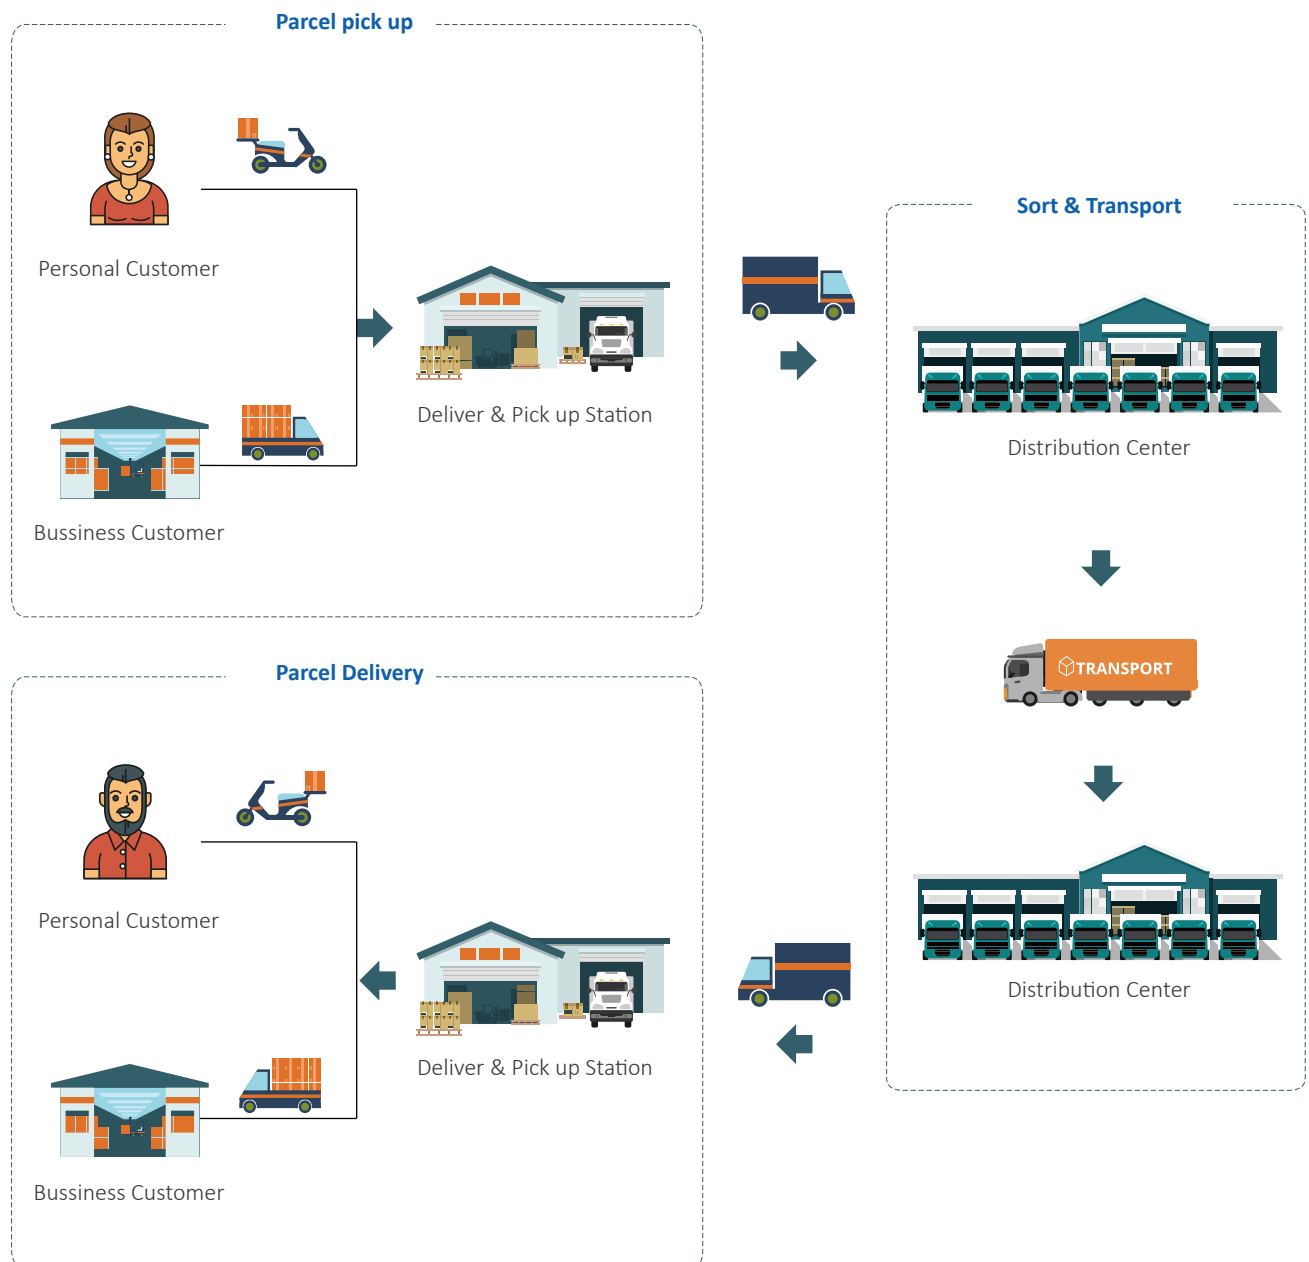 Parcel pick up
Personal Customer
Deliver & Pick up Station
Bussiness Customer
Sort & Transport
Distribution Center
TRANSPORT
Distribution Center
Parcel Delivery
Personal Customer
Deliver & Pick up Station
Bussiness Customer